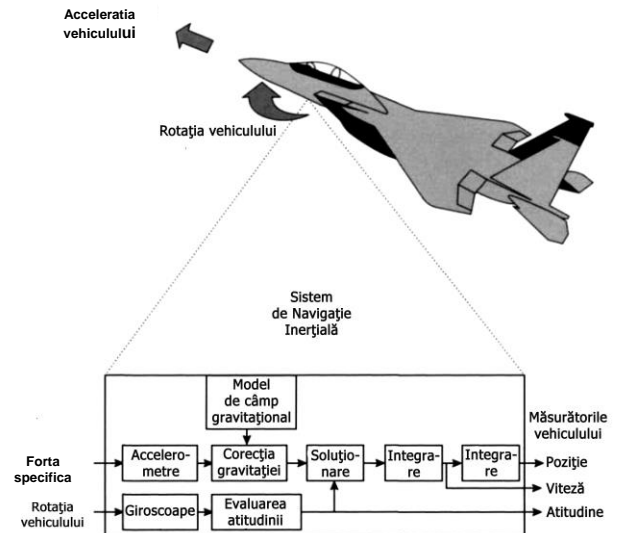 Acceleratia
vehiculului
Rotaţia vehiculului
Sistem
de Navigaţie
Inerţială
Model
de câmp
gravitaţional
Măsurătorile
vehiculului
Forta
specifica
Accelero-
metre
Corecţia
gravitaţiei
Soluţio-
nare
Integra-
re
Integra-
re
Poziţie
Viteză
Rotaţia
vehiculului
Giroscoape
Evaluarea
atitudinii
Atitudine